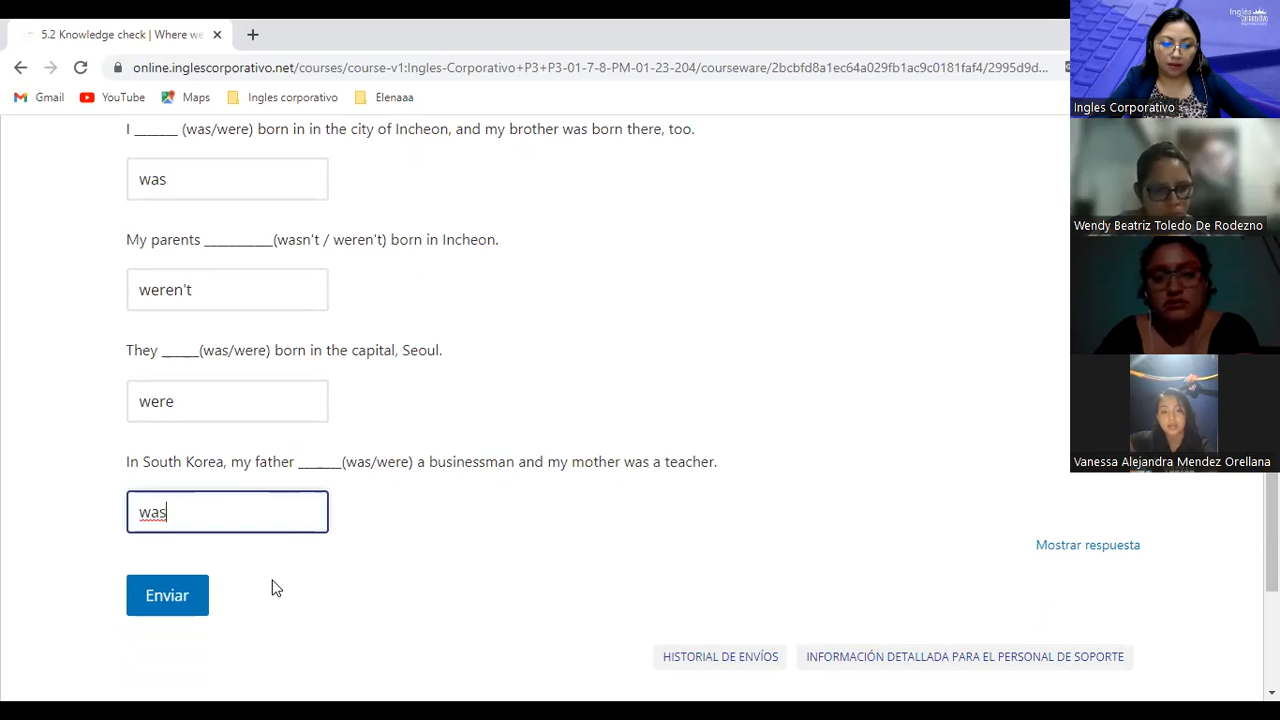 5.2 Knowledge check | Where we
online.inglescorporativo.net/courses/course-v1:Ingles-Corporativo+P3+P3-01-7-8-PM-01-23-204/courseware/2bcbfd8a1ec64a029fb1ac9c0181faf4/2995d9d...
Gmail YouTube Maps Ingles corporativo Elenaaa
I _______ (was/were) born in in the city of Incheon, and my brother was born there, too.
was
My parents ___________(wasn't / weren't) born in Incheon.
weren't
They ______(was/were) born in the capital, Seoul.
were
In South Korea, my father _______(was/were) a businessman and my mother was a teacher.
was
Mostrar respuesta
Enviar
HISTORIAL DE ENVÍOS INFORMACIÓN DETALLADA PARA EL PERSONAL DE SOPORTE
Ingles
Ingles Corporativo
Wendy Beatriz Toledo De Rodezno
Vanessa Alejandra Mendez Orellana